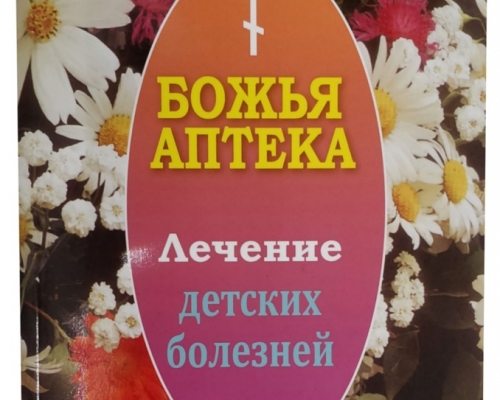 БОЖЬЯ
АПТЕКА
Лечение
детских
болезней